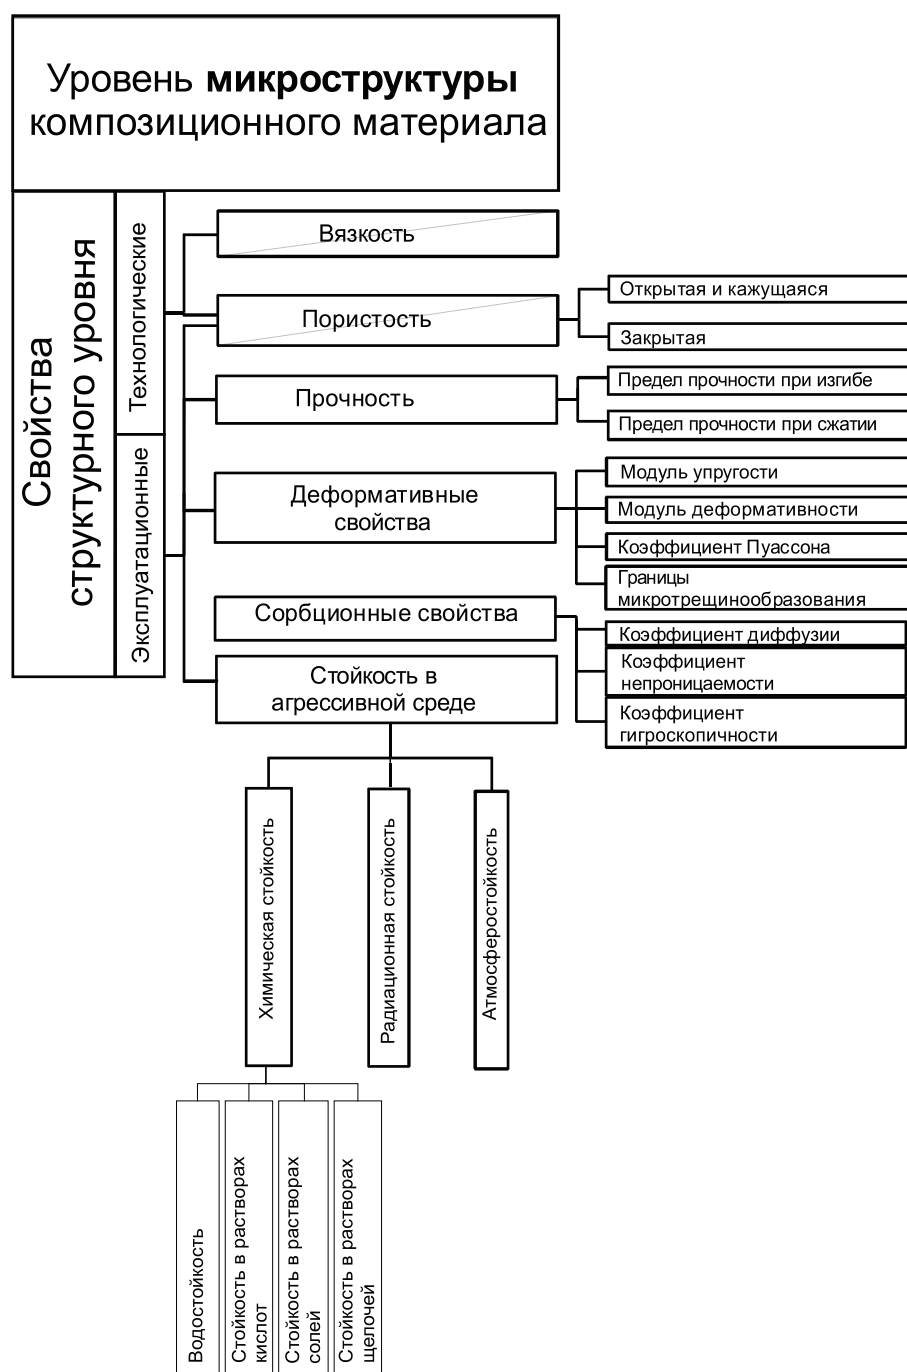 Уровень микроструктуры
композиционного материала
Свойства
структурного уровня
Технологические
Эксплуатационные
Вязкость
Пористость
Открытая и кажущаяся
Закрытая
Прочность
Предел прочности при изгибе
Предел прочности при сжатии
Деформативные
свойства
Модуль упругости
Модуль деформативности
Коэффициент Пуассона
Границы
микротрещинообразования
Сорбционные свойства
Коэффициент диффузии
Коэффициент
непроницаемости
Коэффициент
гигроскопичности
Стойкость в
агрессивной среде
Химическая стойкость
Радиационная стойкость
Атмосферостойкость
Водостойкость
Стойкость в растворах
кислот
Стойкость в растворах
солей
Стойкость в растворах
щелочей